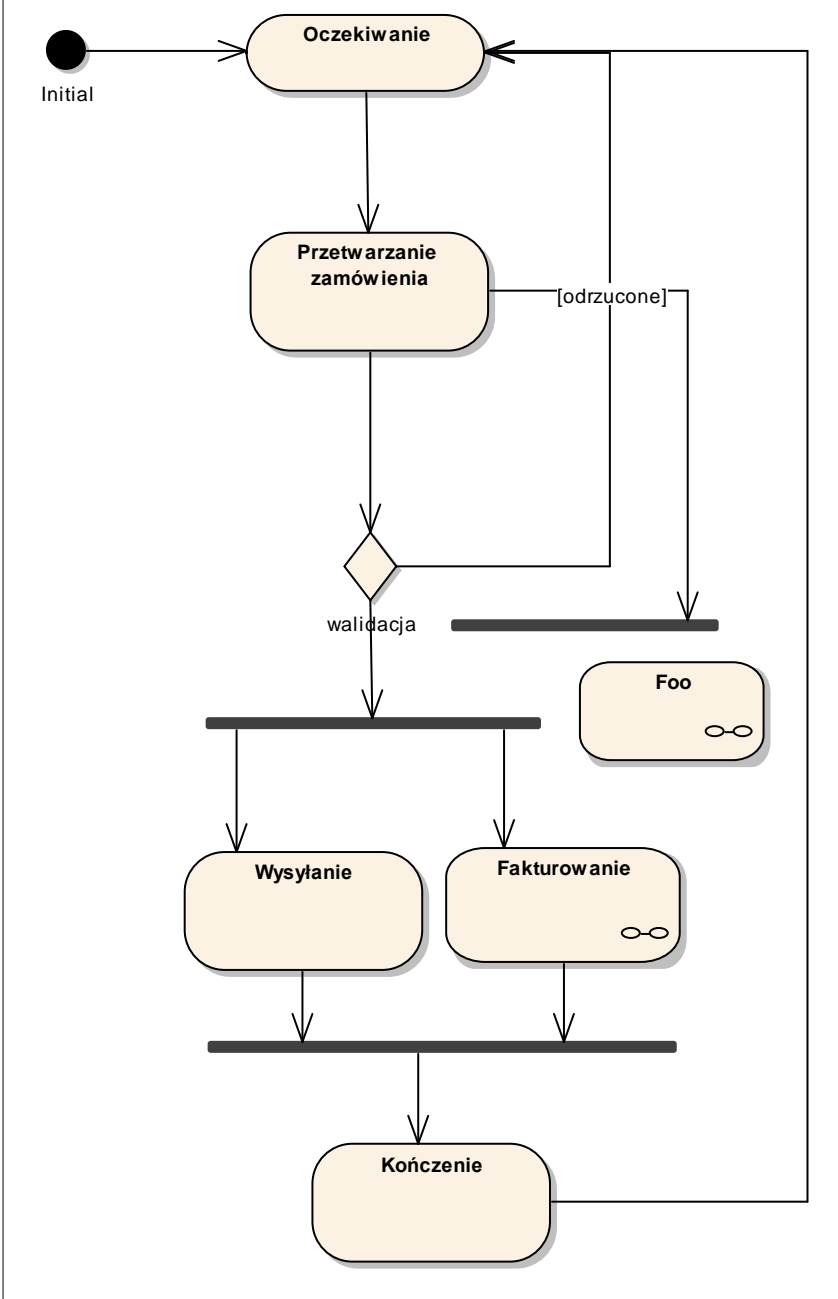 Oczekiwanie
Initial
Przetwarzanie
zamówienia
[odrzucone]
walidacja
Foo
Wysyłanie
Fakturowanie
Kończenie